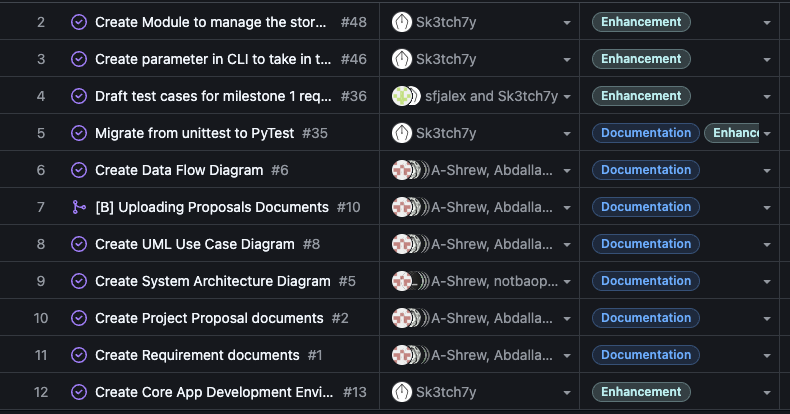 2 Create Module to manage the stor... #48 Sk3tch7y Enhancement
3 Create parameter in CLI to take in t... #46 Sk3tch7y Enhancement
4 Draft test cases for milestone 1 req... #36 sfjalex and Sk3tch7y Enhancement
5 Migrate from unittest to PyTest #35 Sk3tch7y Documentation Enhanc
6 Create Data Flow Diagram #6 A-Shrew, Abdalla... Documentation
7 [B] Uploading Proposals Documents #10 A-Shrew, Abdalla... Documentation
8 Create UML Use Case Diagram #8 A-Shrew, Abdalla... Documentation
9 Create System Architecture Diagram #5 A-Shrew, notbaop... Documentation
10 Create Project Proposal documents #2 A-Shrew, Abdalla... Documentation
11 Create Requirement documents #1 A-Shrew, Abdalla... Documentation
12 Create Core App Development Envi... #13 Sk3tch7y Enhancement